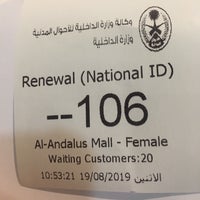 وكالة وزارة الداخلية للأحوال المدنية
وزارة الداخلية
Renewal (National ID)
--106
Al-Andalus Mall - Female
Waiting Customers:20
10:53:21 19/08/2019 الاثنين